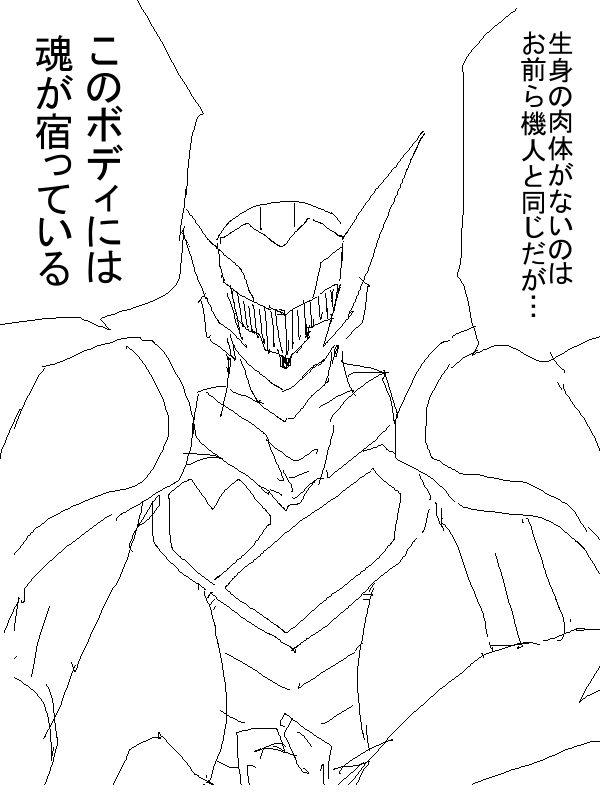 生身の肉体がないのは
お前ら機人と同じだが…
このボディには
魂が宿っている